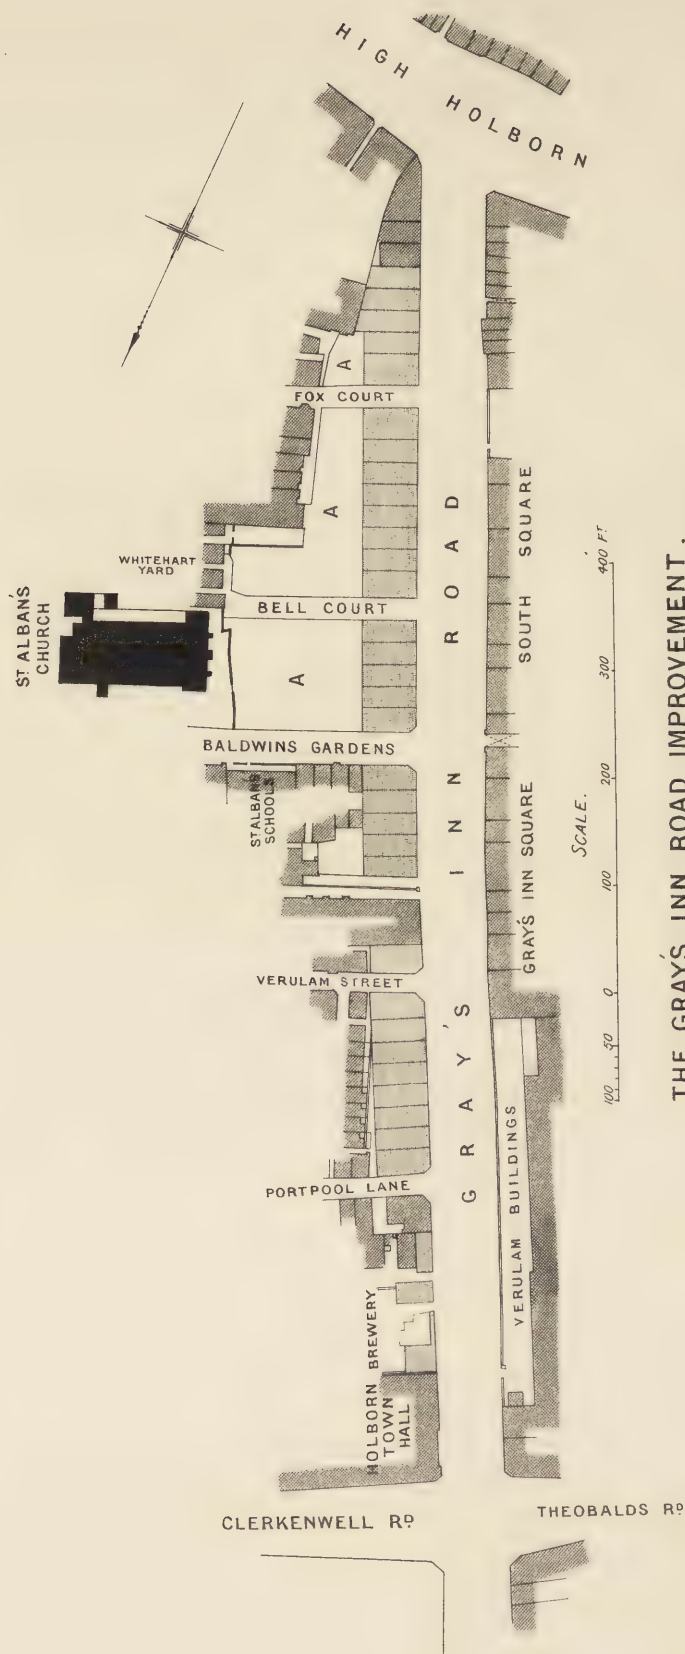 HIGH HOLBORN
FOX COURT
A
A
WHITEHART
YARD
ST ALBAN'S
CHURCH
BELL COURT
A
BALDWINS GARDENS
ST ALBANS
SCHOOLS
VERULAM STREET
PORTPOOL LANE
HOLBORN BREWERY
HOLBORN
TOWN
HALL
CLERKENWELL RD
THEOBALDS RD
GRAY'S INN ROAD
SOUTH SQUARE
GRAY'S INN SQUARE
VERULAM BUILDINGS
SCALE.
100 50 0 100 200 300 400 FT
THE GRAY'S INN ROAD IMPROVEMENT.